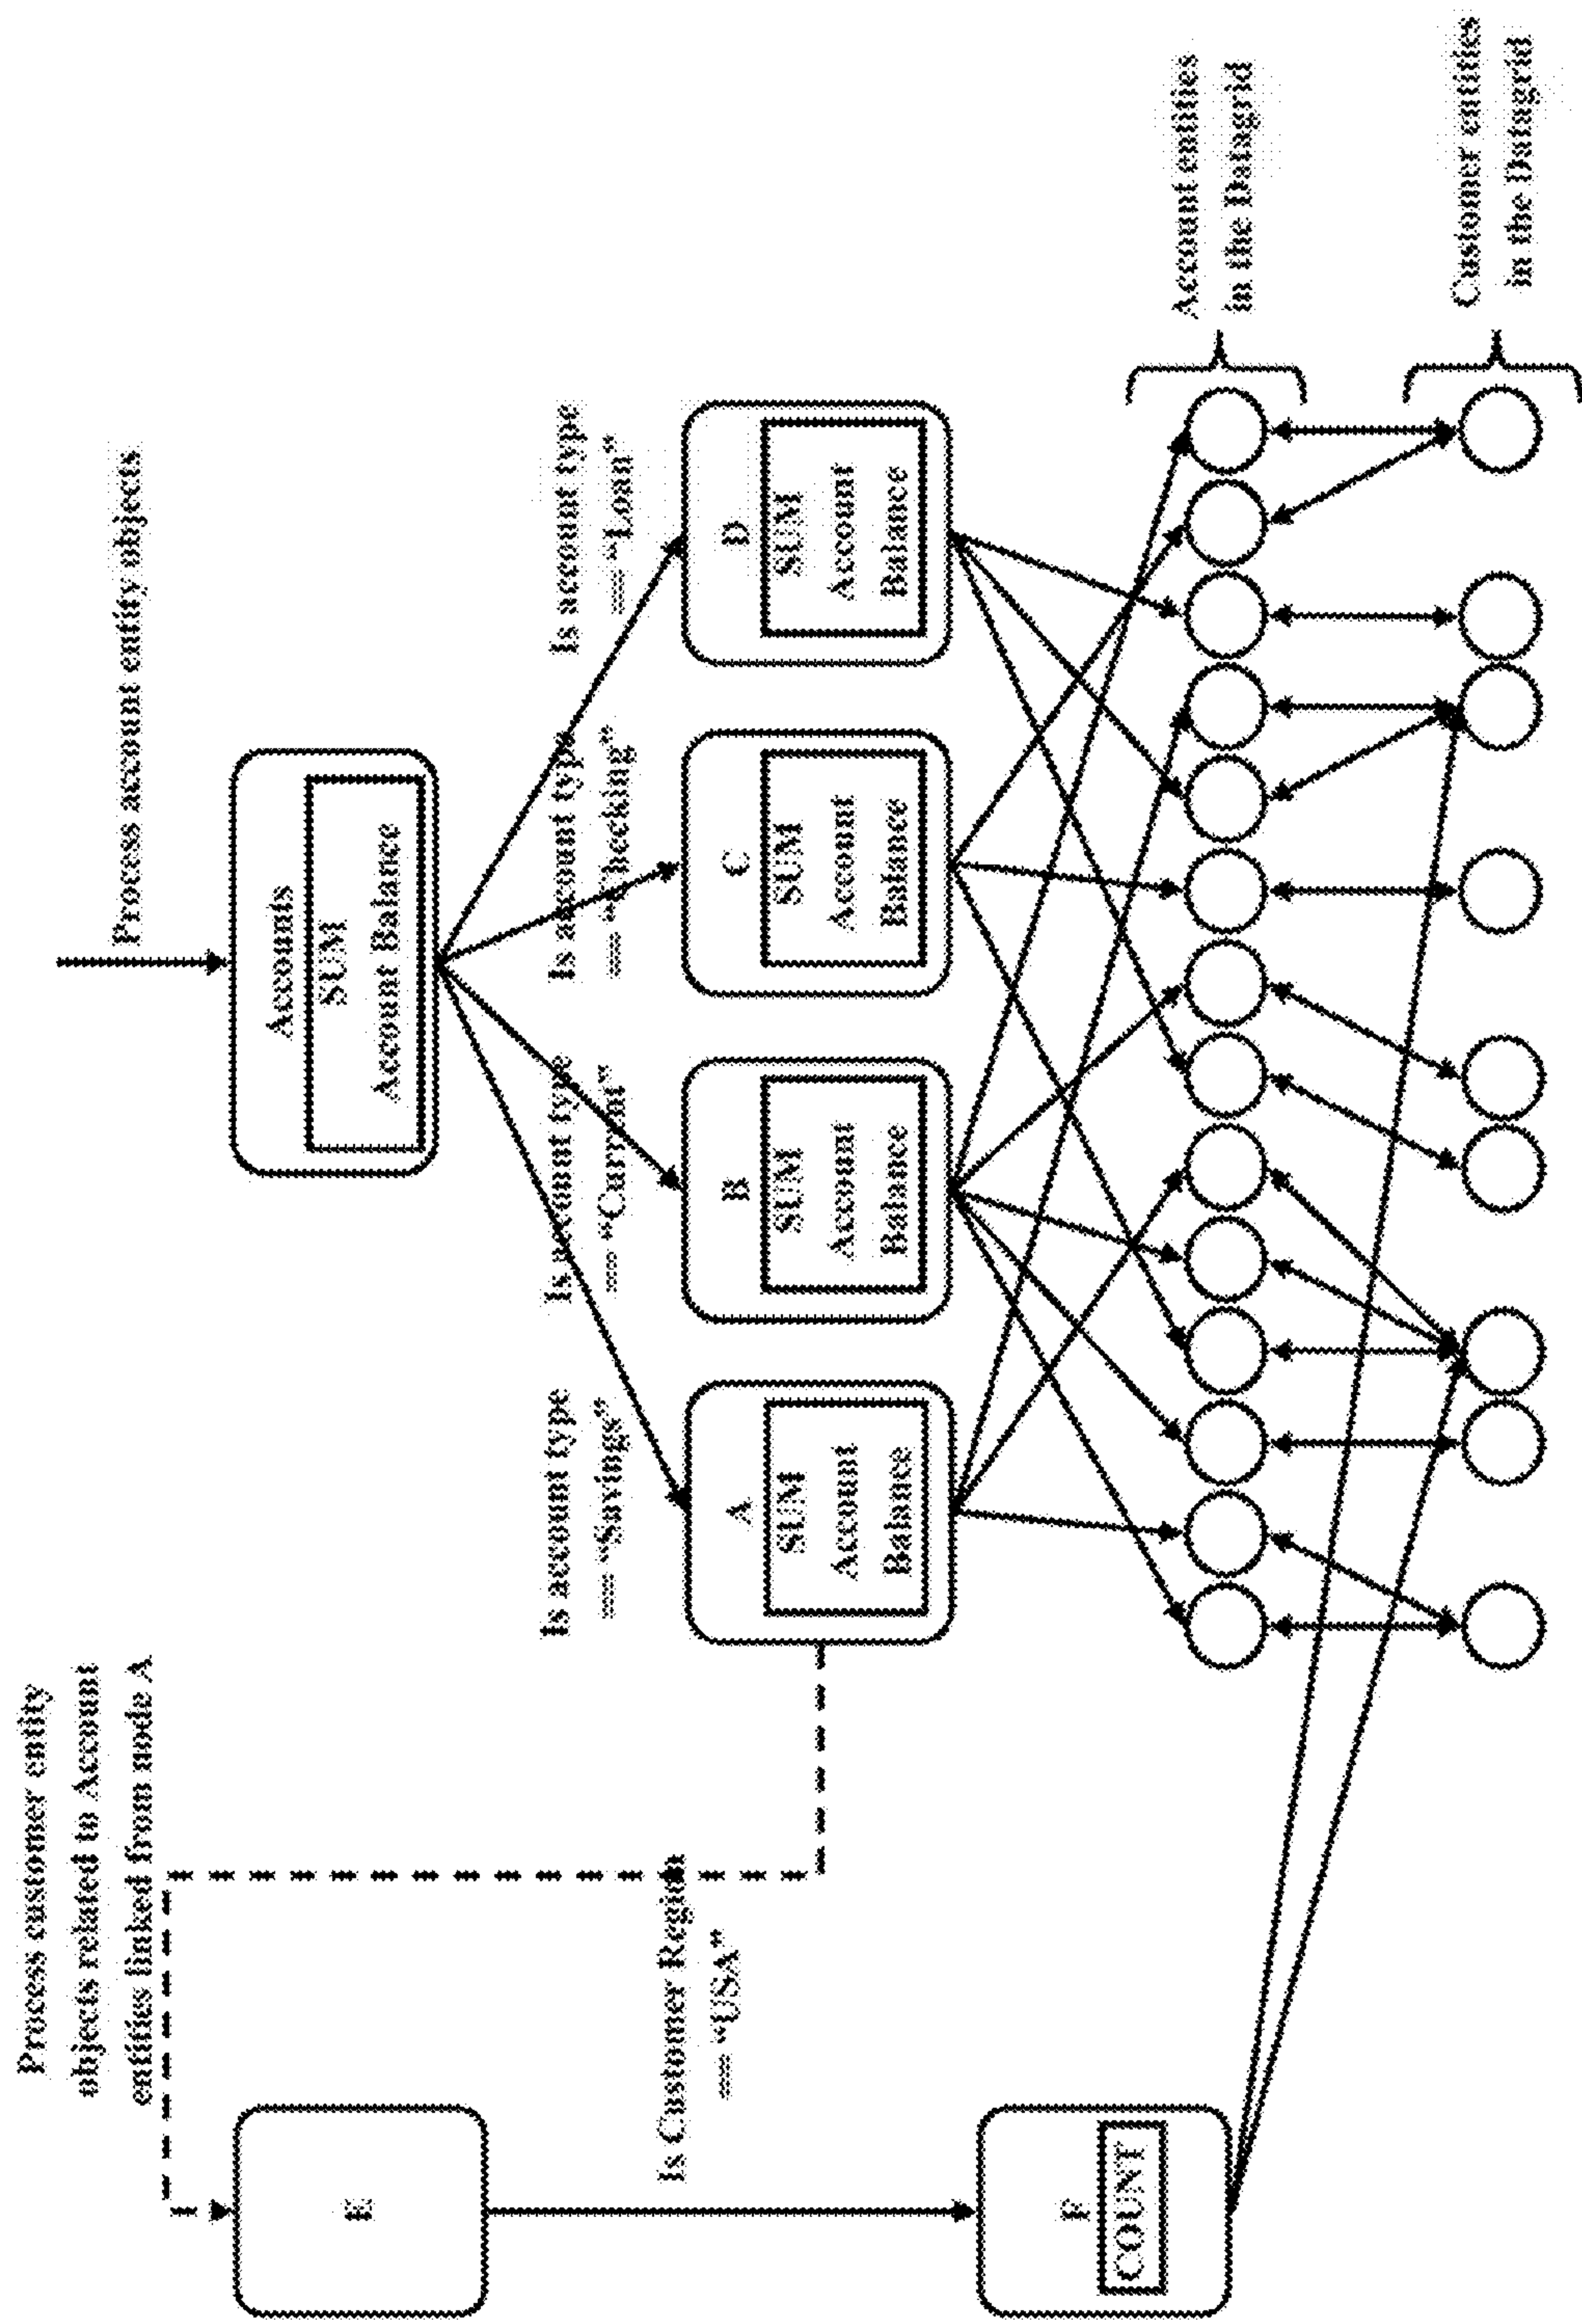 Process customer entity
objects related to Account
entities linked from node A
Process account entity objects
Accounts
SUM
Account Balance
Is account type
== “Savings”
Is account type
== “Current”
Is account type
== “Checking”
Is account type
== “Loan”
E
Is Customer Region
== “USA”
A
SUM
Account
Balance
B
SUM
Account
Balance
C
SUM
Account
Balance
D
SUM
Account
Balance
F
COUNT
Account entities
in the Datagrid
Customer entities
in the Datagrid